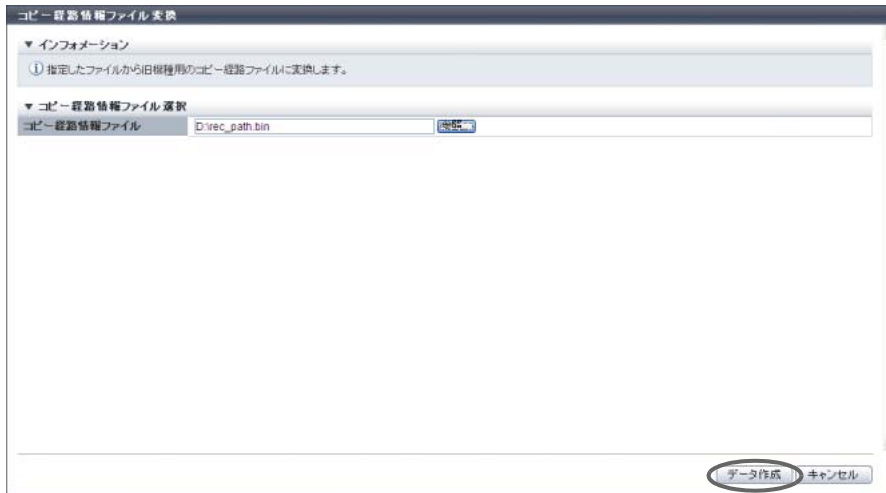 コピー経路情報ファイル変換
▼ インフォメーション
指定したファイルから旧機種用のコピー経路ファイルに変換します。
▼ コピー経路情報ファイル選択
コピー経路情報ファイル D:\rec_path.bin 参照...
データ作成 キャンセル